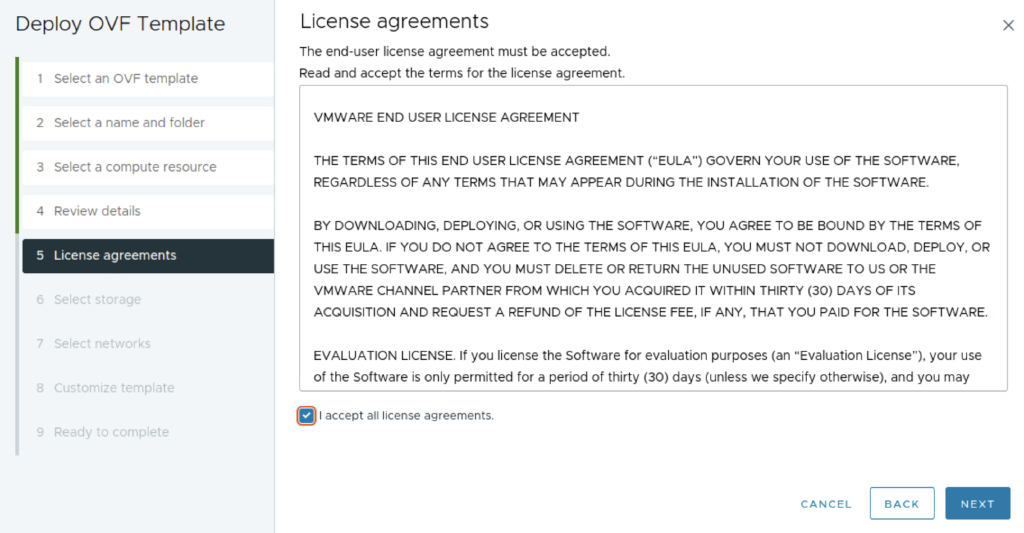 Deploy OVF Template
1 Select an OVF template
2 Select a name and folder
3 Select a compute resource
4 Review details
5 License agreements
6 Select storage
7 Select networks
8 Customize template
9 Ready to complete
License agreements
The end-user license agreement must be accepted.
Read and accept the terms for the license agreement.
VMWARE END USER LICENSE AGREEMENT
THE TERMS OF THIS END USER LICENSE AGREEMENT (“EULA”) GOVERN YOUR USE OF THE SOFTWARE,
REGARDLESS OF ANY TERMS THAT MAY APPEAR DURING THE INSTALLATION OF THE SOFTWARE.
BY DOWNLOADING, DEPLOYING, OR USING THE SOFTWARE, YOU AGREE TO BE BOUND BY THE TERMS OF
THIS EULA. IF YOU DO NOT AGREE TO THE TERMS OF THIS EULA, YOU MUST NOT DOWNLOAD, DEPLOY, OR
USE THE SOFTWARE, AND YOU MUST DELETE OR RETURN THE UNUSED SOFTWARE TO US OR THE
VMWARE CHANNEL PARTNER FROM WHICH YOU ACQUIRED IT WITHIN THIRTY (30) DAYS OF ITS
ACQUISITION AND REQUEST A REFUND OF THE LICENSE FEE, IF ANY, THAT YOU PAID FOR THE SOFTWARE.
EVALUATION LICENSE. If you license the Software for evaluation purposes (an “Evaluation License”), your use
of the Software is only permitted for a period of thirty (30) days (unless we specify otherwise), and you may
I accept all license agreements.
CANCEL
BACK
NEXT